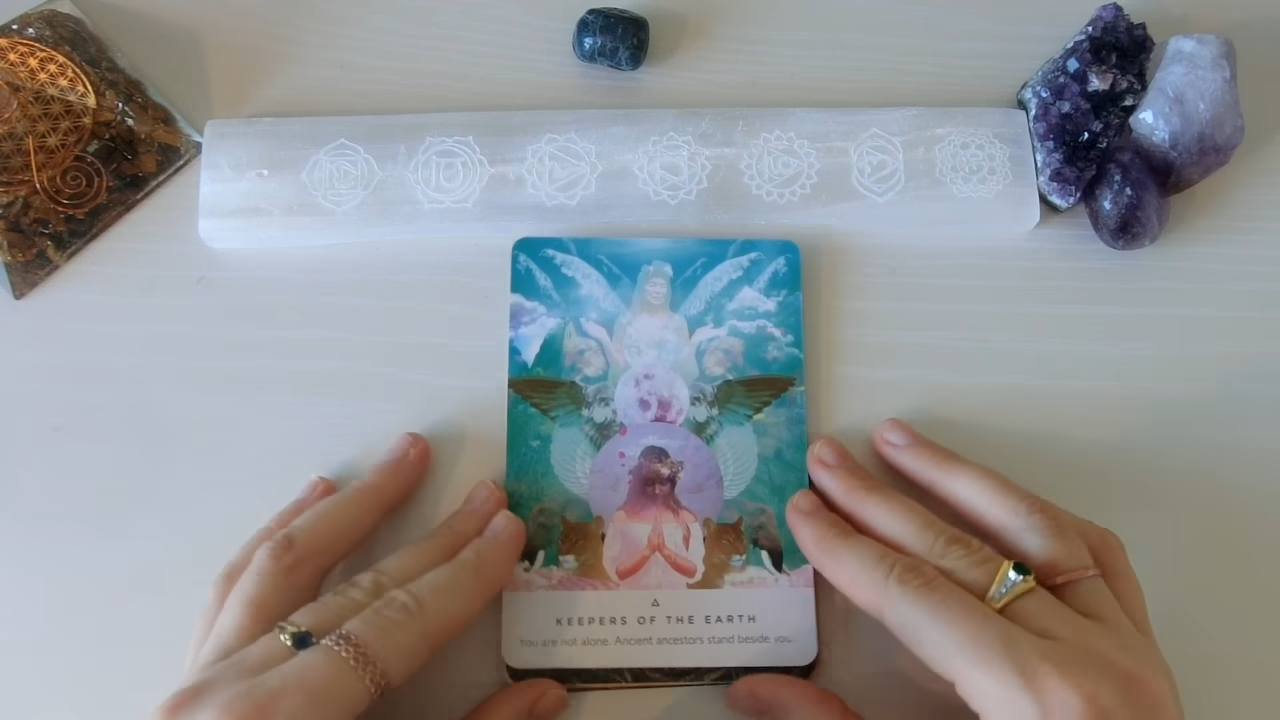 KEEPERS OF THE EARTH
You are not alone. Ancient ancestors stand beside you.